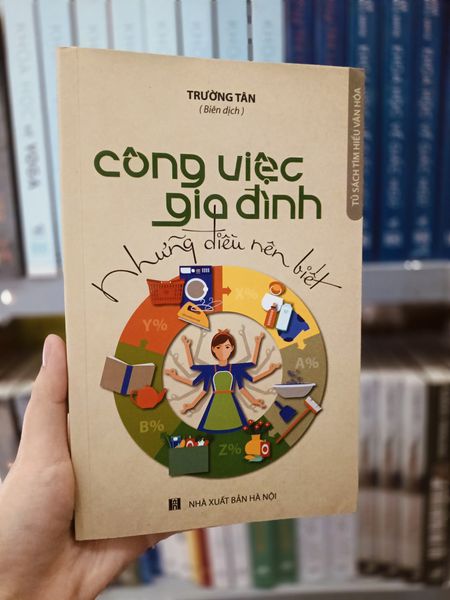 TRƯỜNG TÂN
(Biên dịch)
TỦ SÁCH TÌM HIỂU VĂN HÓA
công việc
gia đình
những điều nên biết
X%
Y%
A%
B%
Z%
NHÀ XUẤT BẢN HÀ NỘI